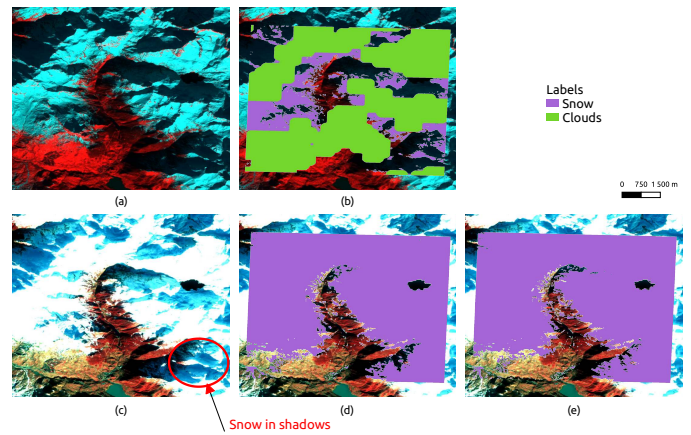 Labels
Snow
Clouds
0 750 1 500 m
(a)
(b)
(c)
(d)
(e)
Snow in shadows